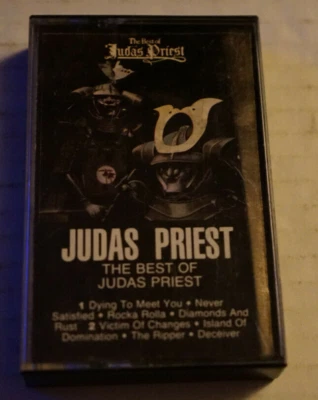 The Best of
Judas Priest
JUDAS PRIEST
THE BEST OF
JUDAS PRIEST
1 Dying To Meet You • Never
Satisfied • Rocka Rolla • Diamonds And
Rust 2 Victim Of Changes • Island Of
Domination • The Ripper • Deceiver